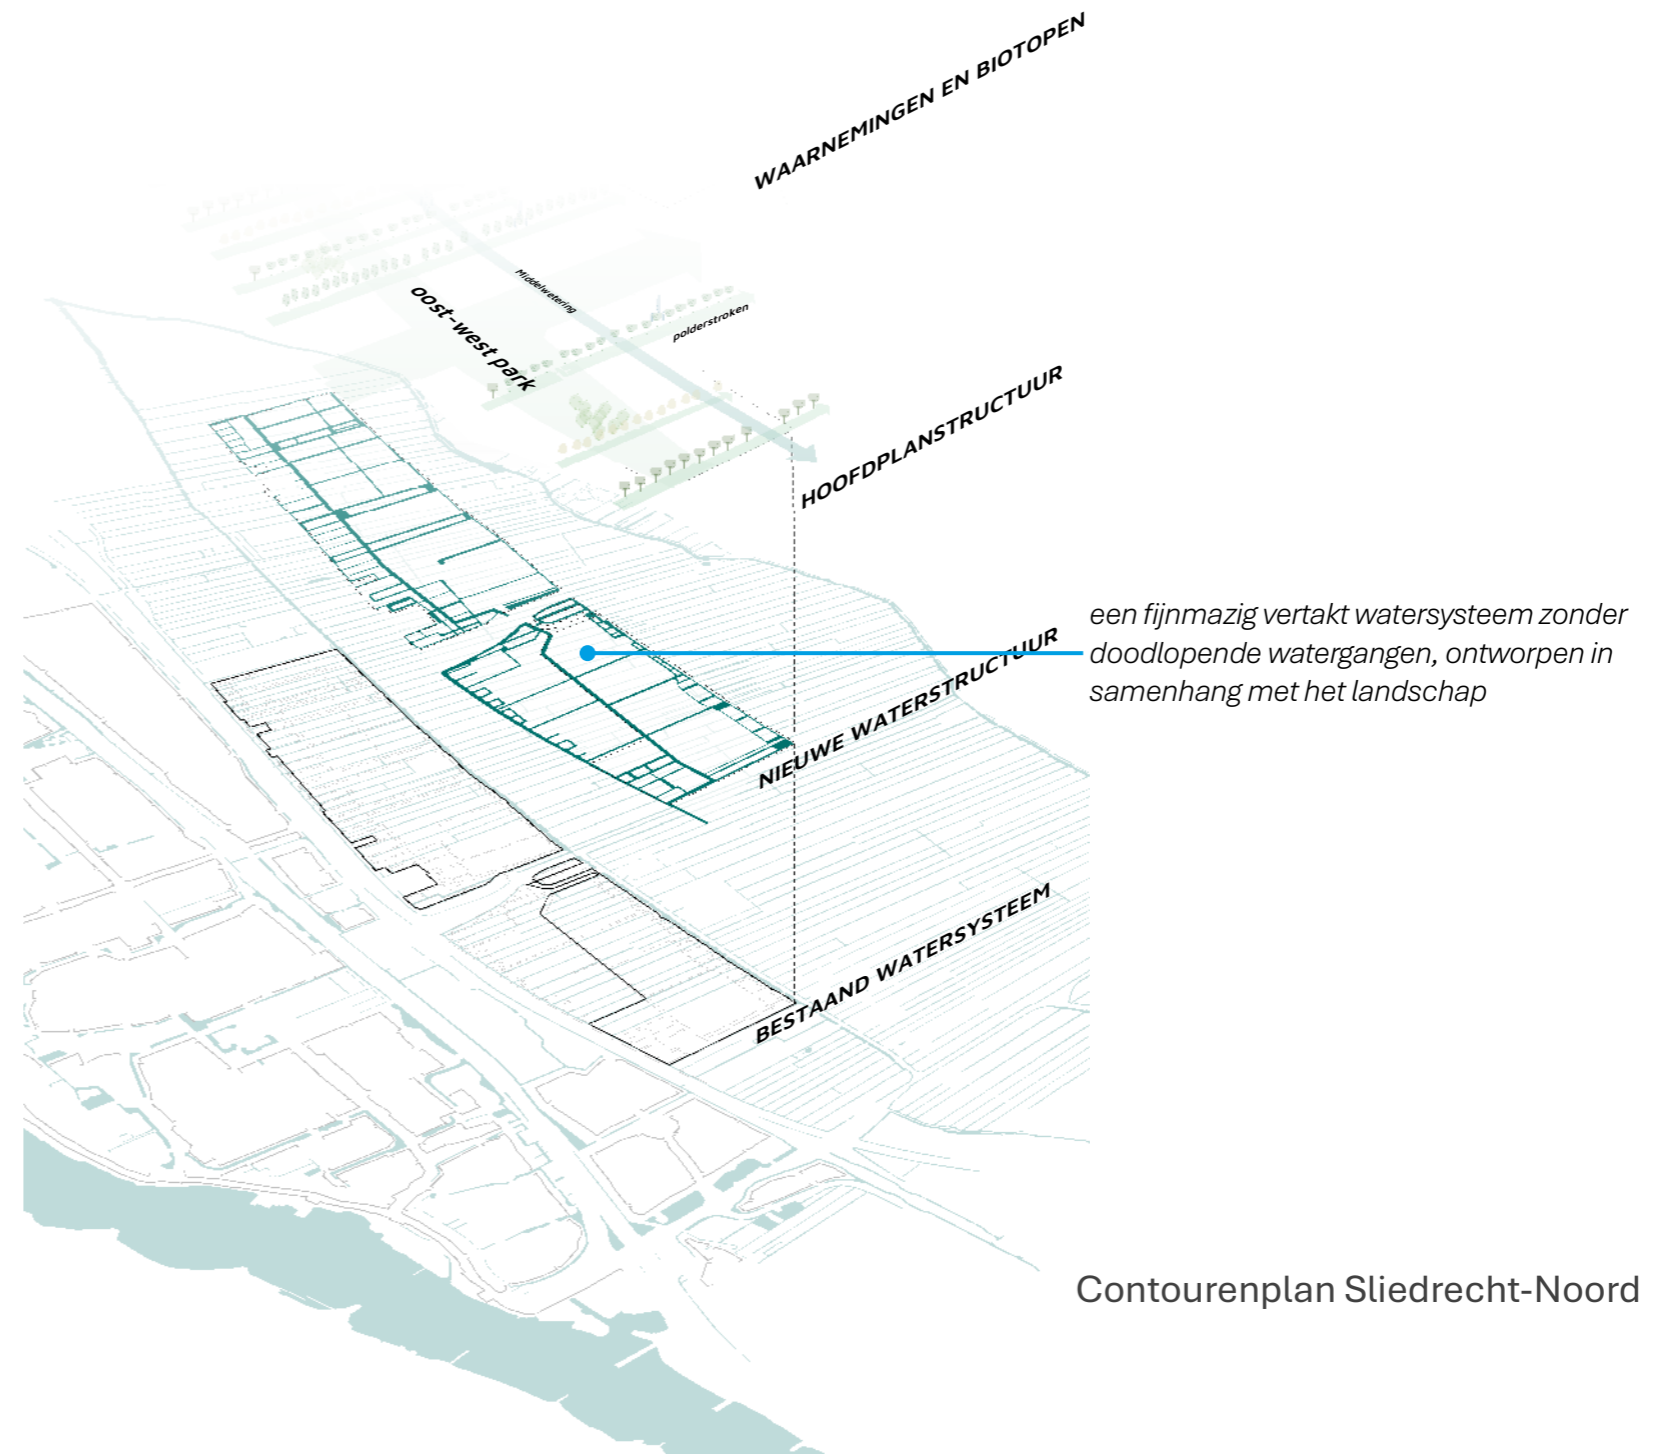 WAARNEMINGEN EN BIOTOPEN
Middelwetering
oost-west park
polderstroken
HOOFDPLANSTRUCTUUR
een fijnmazig vertakt watersysteem zonder
doodlopende watergangen, ontworpen in
samenhang met het landschap
NIEUWE WATERSTRUCTUUR
BESTAAND WATERSYSTEEM
Contourenplan Sliedrecht-Noord